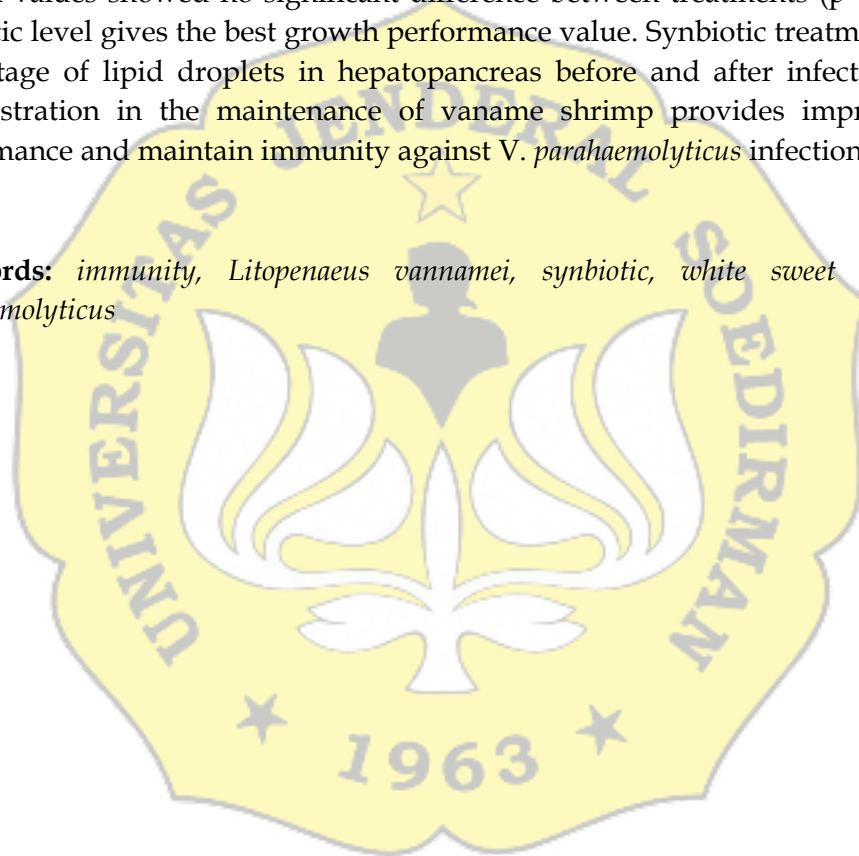 values showed no significant difference between treatments (p
tic level gives the best growth performance value. Synbiotic treatm
tage of lipid droplets in hepatopancreas before and after infect
istration in the maintenance of vaname shrimp provides impr
mance and maintain immunity against V. parahaemolyticus infection
ords: immunity, Litopenaeus vannamei, synbiotic, white sweet
molyticus
UNIVERSITAS JENDERAL SOEDIRMAN
1963